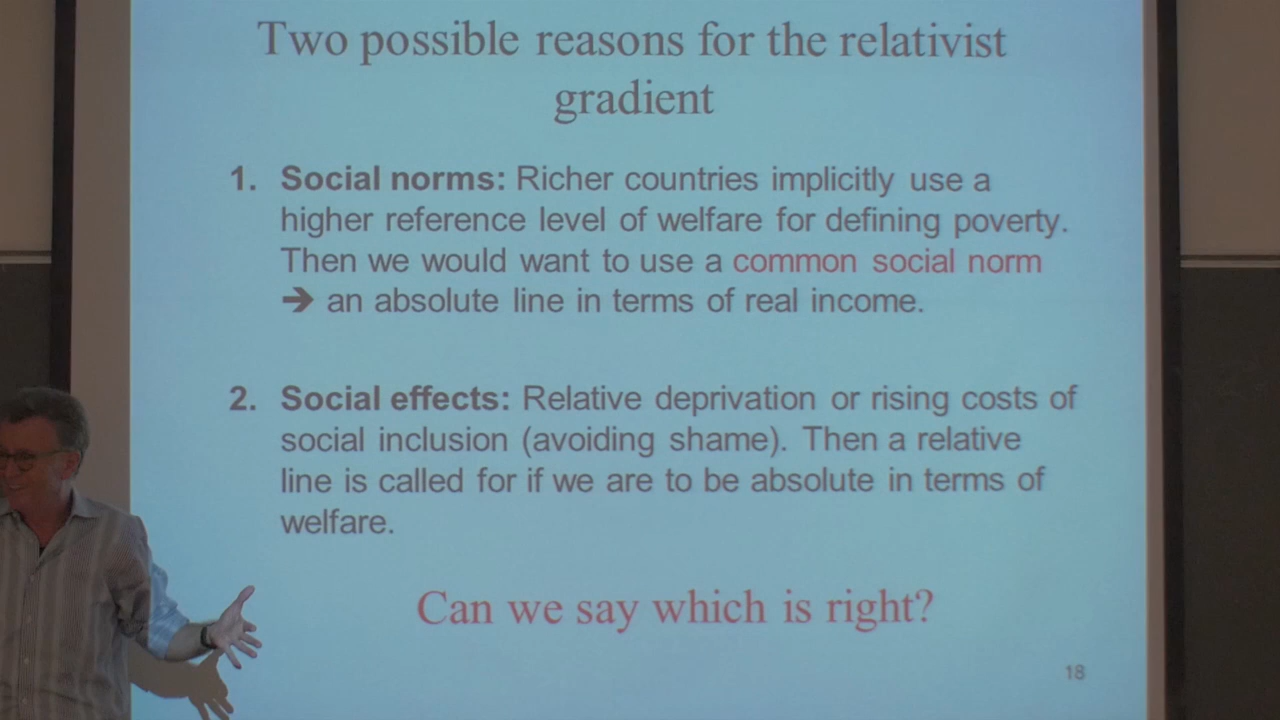 Two possible reasons for the relativist
gradient
1. Social norms: Richer countries implicitly use a
higher reference level of welfare for defining poverty.
Then we would want to use a common social norm
➔ an absolute line in terms of real income.
2. Social effects: Relative deprivation or rising costs of
social inclusion (avoiding shame). Then a relative
line is called for if we are to be absolute in terms of
welfare.
Can we say which is right?
18